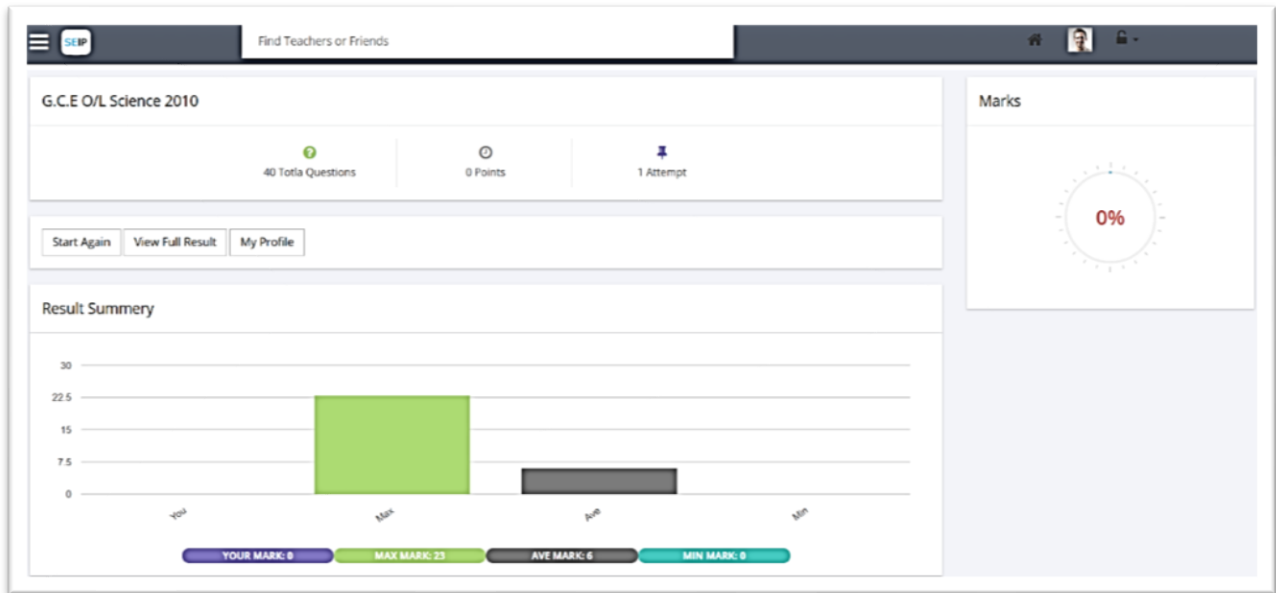 SEIP
Find Teachers or Friends
G.C.E O/L Science 2010
40 Totla Questions
0 Points
1 Attempt
Marks
0%
Start Again
View Full Result
My Profile
Result Summery
30
22.5
15
7.5
0
You
Max
Ave
Min
YOUR MARK: 0
MAX MARK: 23
AVE MARK: 6
MIN MARK: 0